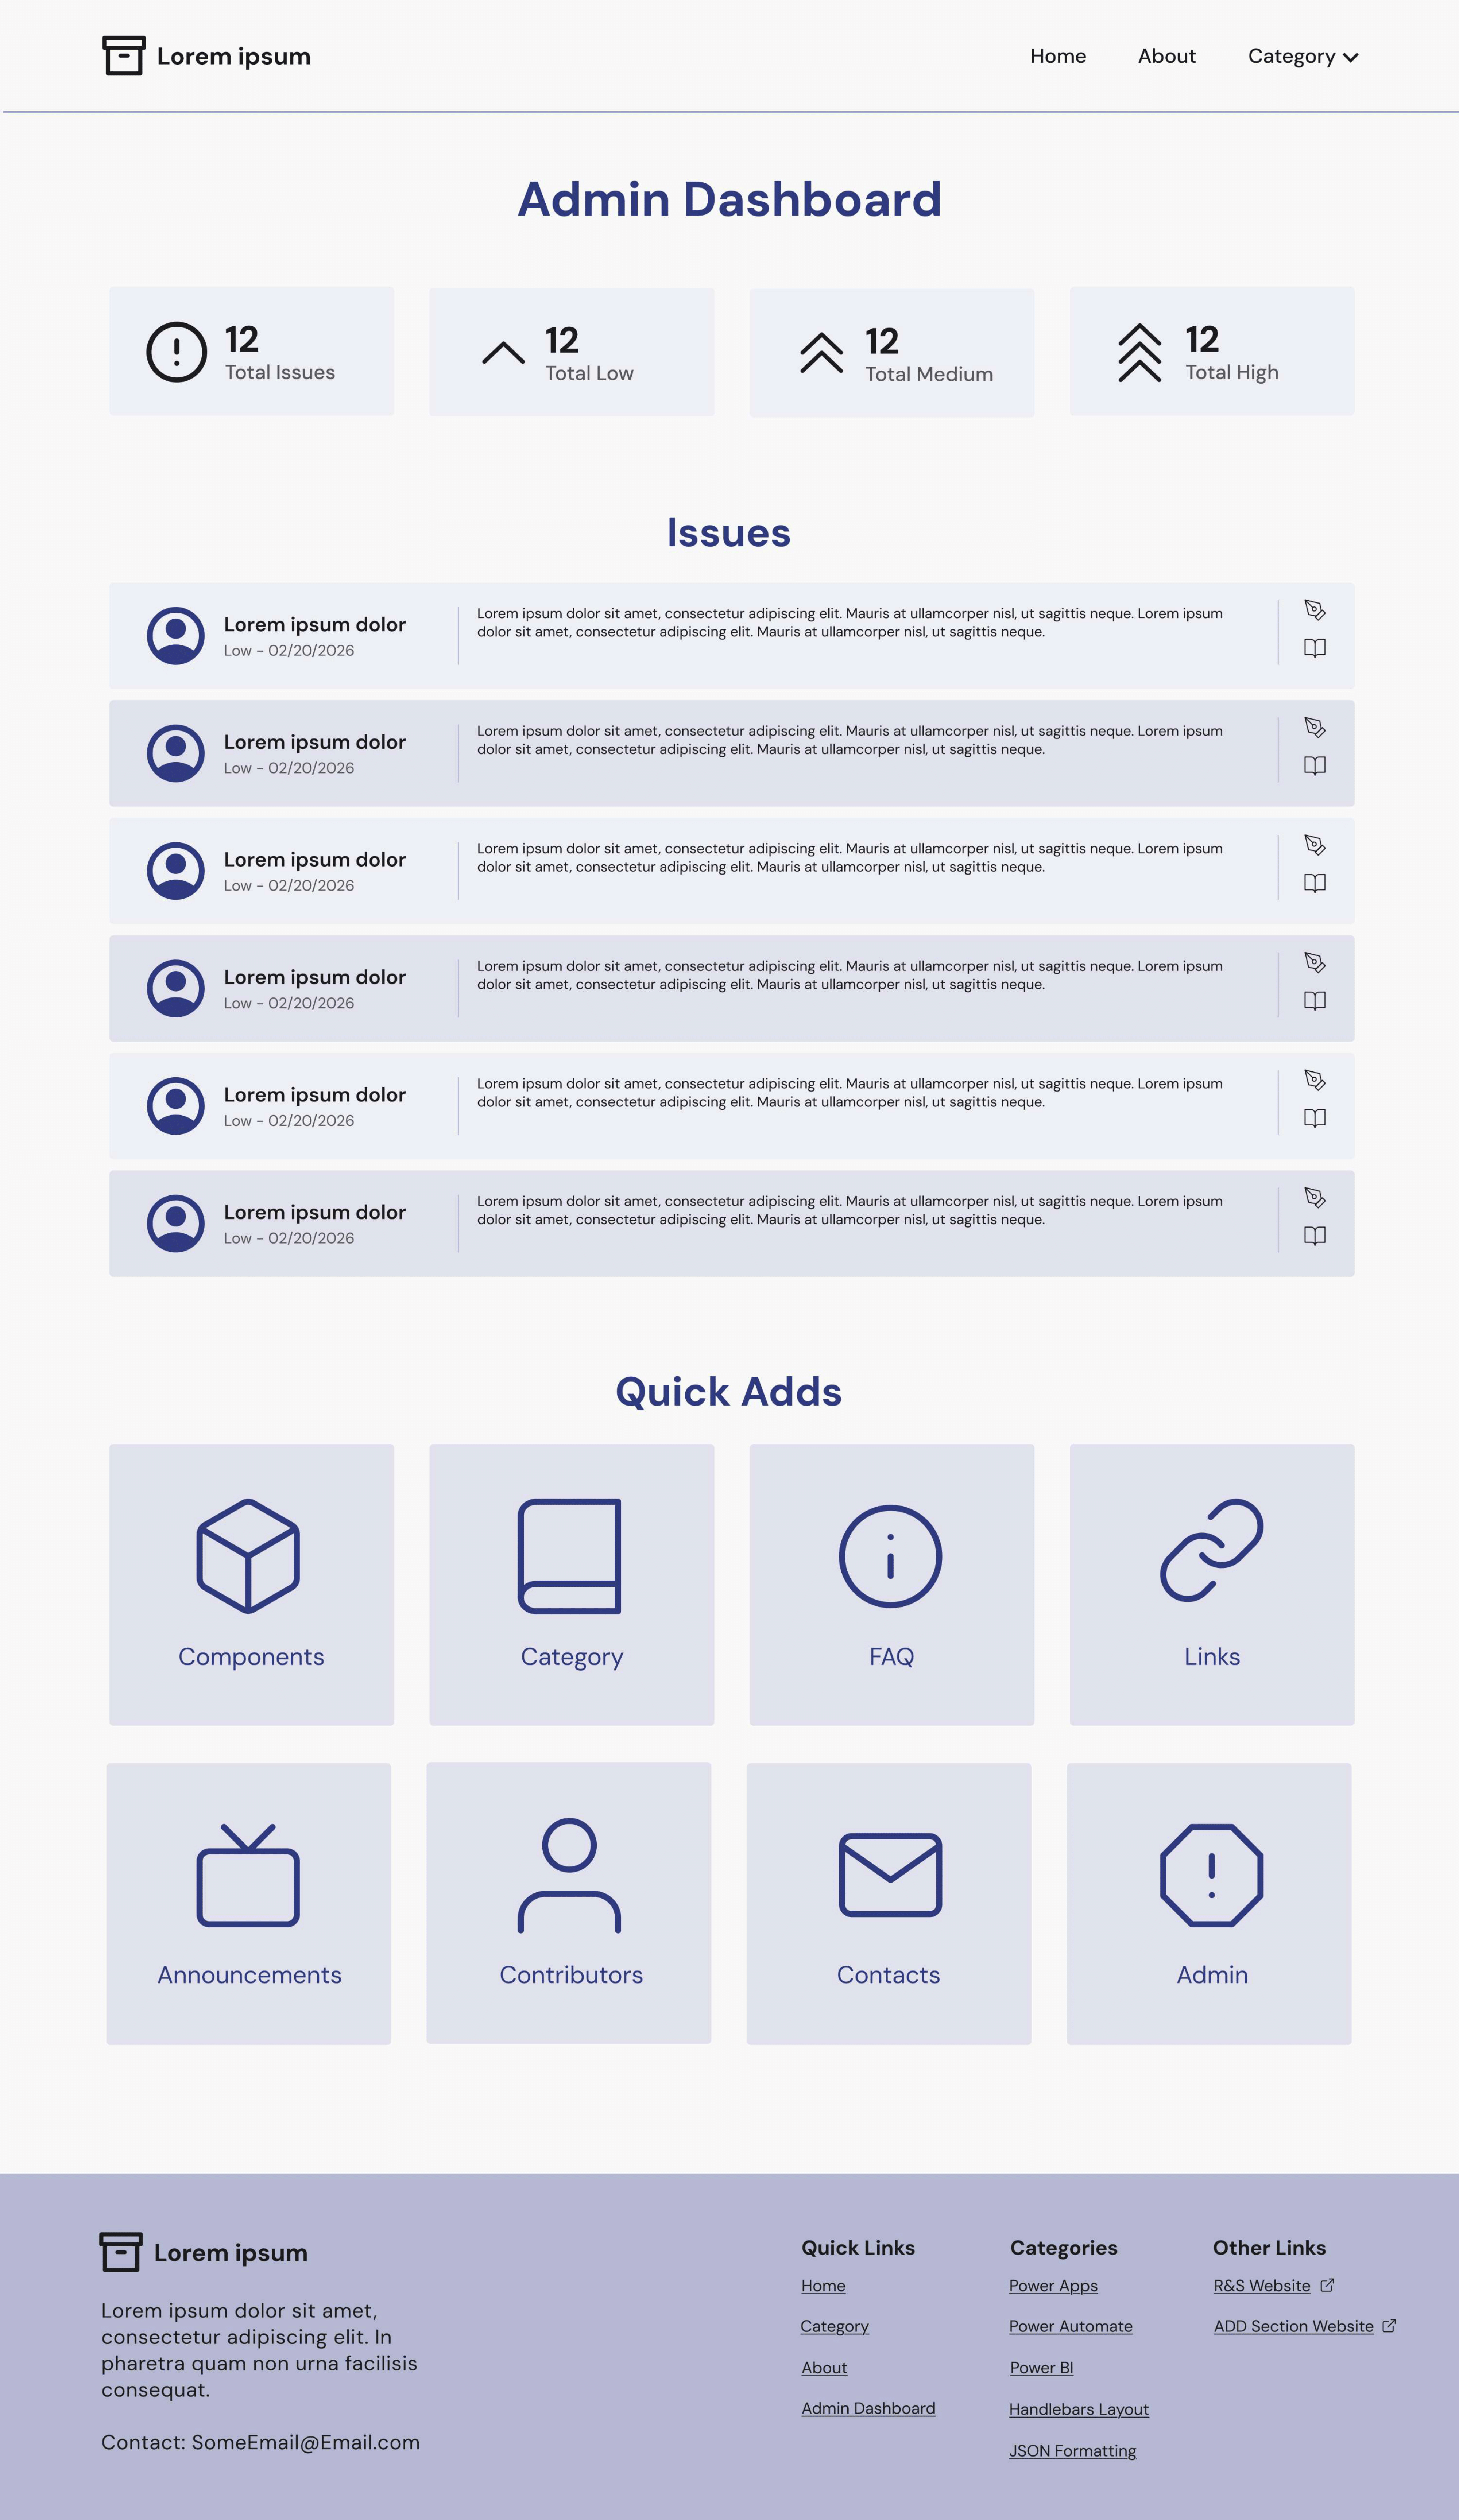 Lorem ipsum
Home
About
Category
Admin Dashboard
12
Total Issues
12
Total Low
12
Total Medium
12
Total High
Issues
Lorem ipsum dolor
Low - 02/20/2026
Lorem ipsum dolor sit amet, consectetur adipiscing elit. Mauris at ullamcorper nisl, ut sagittis neque. Lorem ipsum
dolor sit amet, consectetur adipiscing elit. Mauris at ullamcorper nisl, ut sagittis neque.
Lorem ipsum dolor
Low - 02/20/2026
Lorem ipsum dolor sit amet, consectetur adipiscing elit. Mauris at ullamcorper nisl, ut sagittis neque. Lorem ipsum
dolor sit amet, consectetur adipiscing elit. Mauris at ullamcorper nisl, ut sagittis neque.
Lorem ipsum dolor
Low - 02/20/2026
Lorem ipsum dolor sit amet, consectetur adipiscing elit. Mauris at ullamcorper nisl, ut sagittis neque. Lorem ipsum
dolor sit amet, consectetur adipiscing elit. Mauris at ullamcorper nisl, ut sagittis neque.
Lorem ipsum dolor
Low - 02/20/2026
Lorem ipsum dolor sit amet, consectetur adipiscing elit. Mauris at ullamcorper nisl, ut sagittis neque. Lorem ipsum
dolor sit amet, consectetur adipiscing elit. Mauris at ullamcorper nisl, ut sagittis neque.
Lorem ipsum dolor
Low - 02/20/2026
Lorem ipsum dolor sit amet, consectetur adipiscing elit. Mauris at ullamcorper nisl, ut sagittis neque. Lorem ipsum
dolor sit amet, consectetur adipiscing elit. Mauris at ullamcorper nisl, ut sagittis neque.
Lorem ipsum dolor
Low - 02/20/2026
Lorem ipsum dolor sit amet, consectetur adipiscing elit. Mauris at ullamcorper nisl, ut sagittis neque. Lorem ipsum
dolor sit amet, consectetur adipiscing elit. Mauris at ullamcorper nisl, ut sagittis neque.
Quick Adds
Components
Category
FAQ
Links
Announcements
Contributors
Contacts
Admin
Lorem ipsum
Lorem ipsum dolor sit amet,
consectetur adipiscing elit. In
pharetra quam non urna facilisis
consequat.
Contact: SomeEmail@Email.com
Quick Links
Home
Category
About
Admin Dashboard
Categories
Power Apps
Power Automate
Power BI
Handlebars Layout
JSON Formatting
Other Links
R&S Website
ADD Section Website